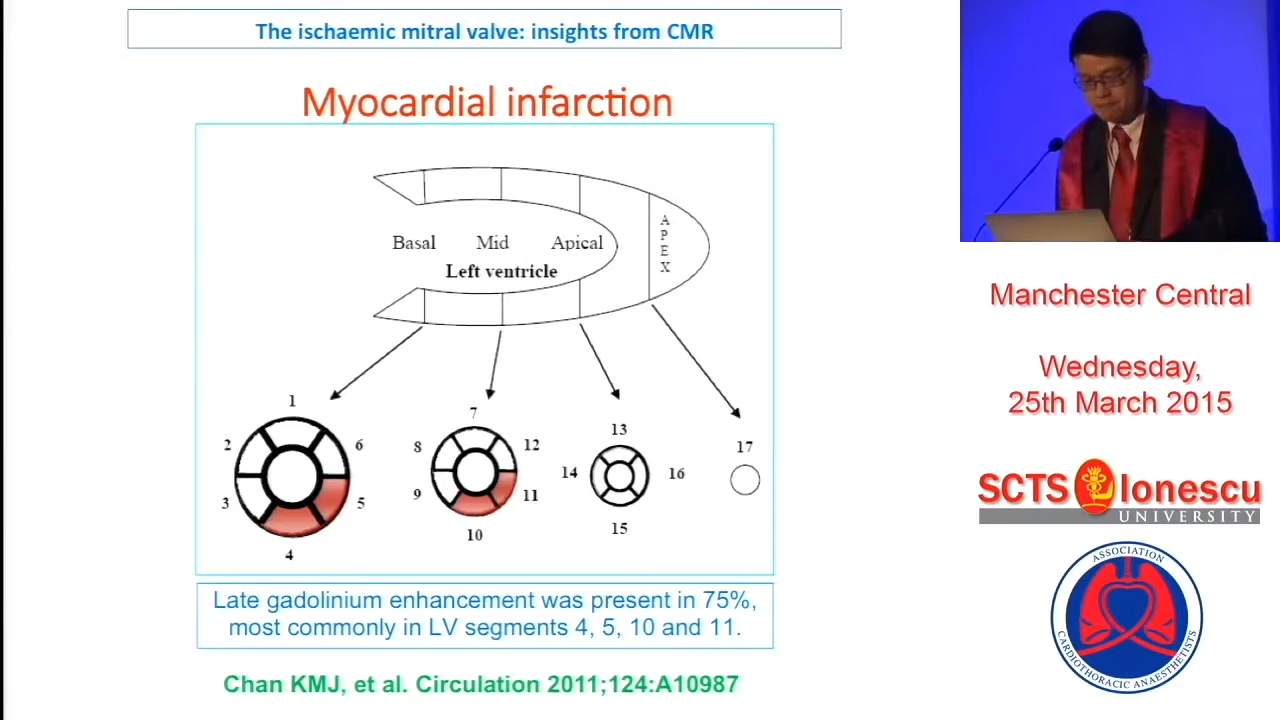 The ischaemic mitral valve: insights from CMR
Myocardial infarction
Basal Mid Apical
APEX
Left ventricle
1
2
6
3
5
4
7
8
12
9
11
10
13
14
16
15
17
Late gadolinium enhancement was present in 75%,
most commonly in LV segments 4, 5, 10 and 11.
Chan KMJ, et al. Circulation 2011;124:A10987
Manchester Central
Wednesday,
25th March 2015
SCTS Ionescu
UNIVERSITY
ASSOCIATION
CARDIOTHORACIC ANAESTHETISTS